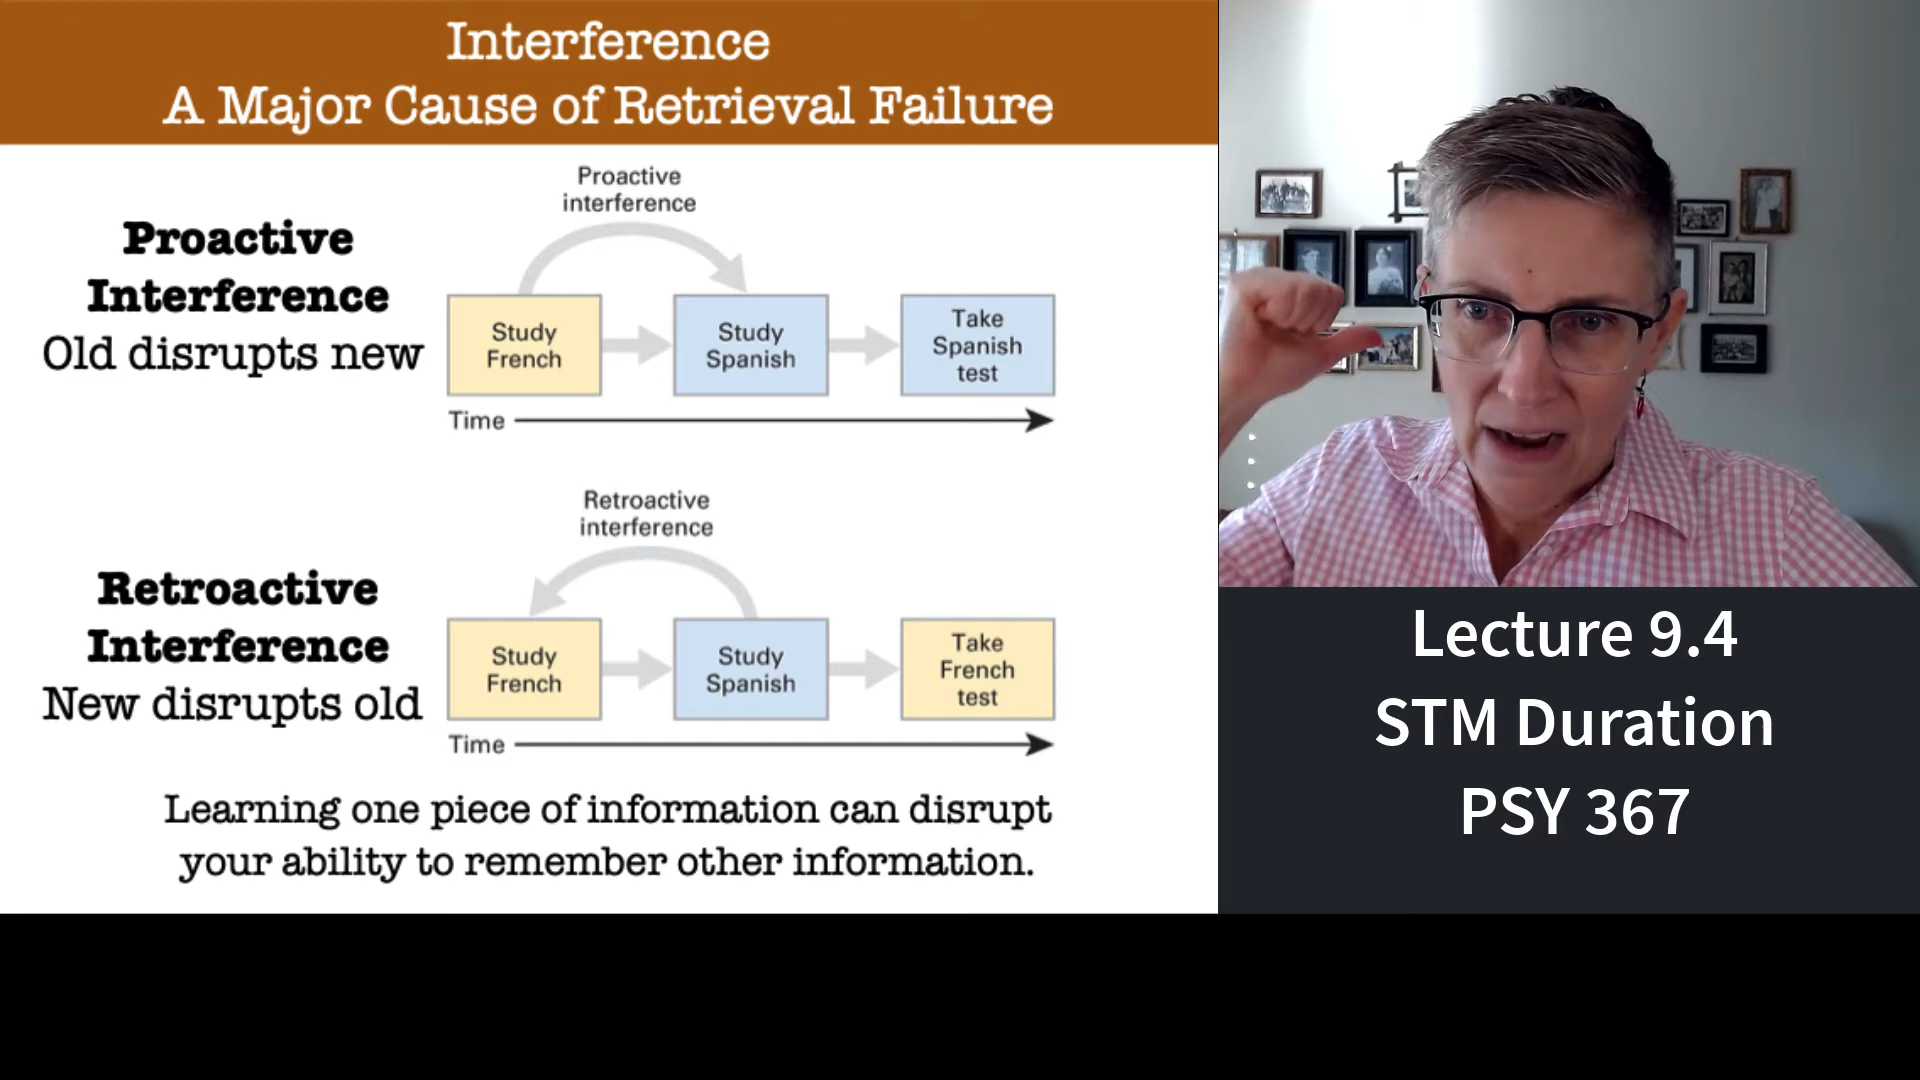 Interference
A Major Cause of Retrieval Failure
Proactive
Interference
Old disrupts new
Proactive
interference
Study
French
Study
Spanish
Take
Spanish
test
Time
Retroactive
Interference
New disrupts old
Retroactive
interference
Study
French
Study
Spanish
Take
French
test
Time
Learning one piece of information can disrupt
your ability to remember other information.
Lecture 9.4
STM Duration
PSY 367